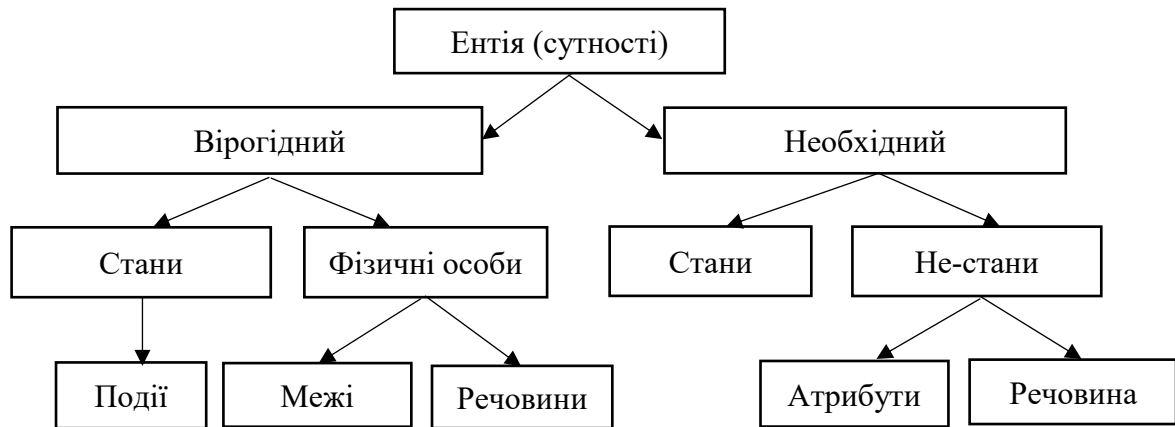 Ентія (сутності)
Вірогідний
Необхідний
Стани
Фізичні особи
Стани
Не-стани
Події
Межі
Речовини
Атрибути
Речовина